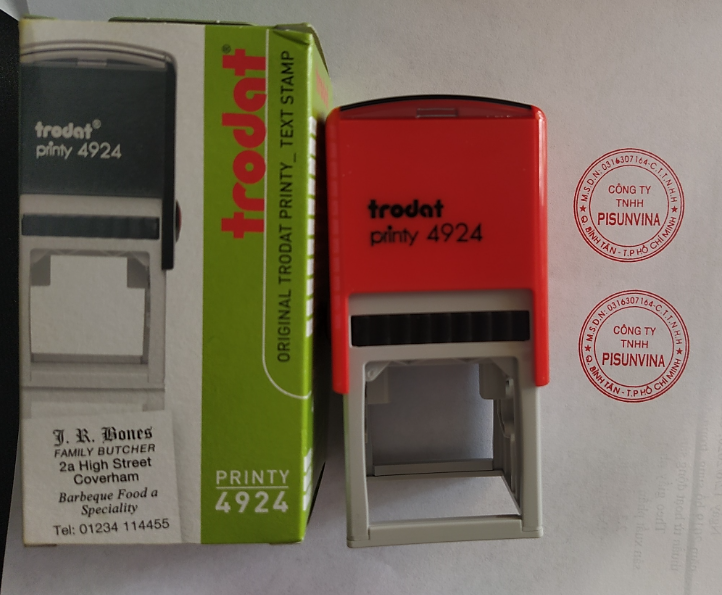 trodat®
printy 4924
J. R. Bones
FAMILY BUTCHER
2a High Street
Coverham
Barbeque Food a
Speciality
Tel: 01234 114455
trodat®
ORIGINAL TRODAT PRINTY_ TEXT STAMP
PRINTY
4924
trodat
printy 4924
M.S.D.N: 0316307164-C.T.T.N.H.H
CÔNG TY
TNHH
PISUNVINA
Q. BÌNH TÂN - T.P HỒ CHÍ MINH
M.S.D.N: 0316307164-C.T.T.N.H.H
CÔNG TY
TNHH
PISUNVINA
Q. BÌNH TÂN - T.P HỒ CHÍ MINH